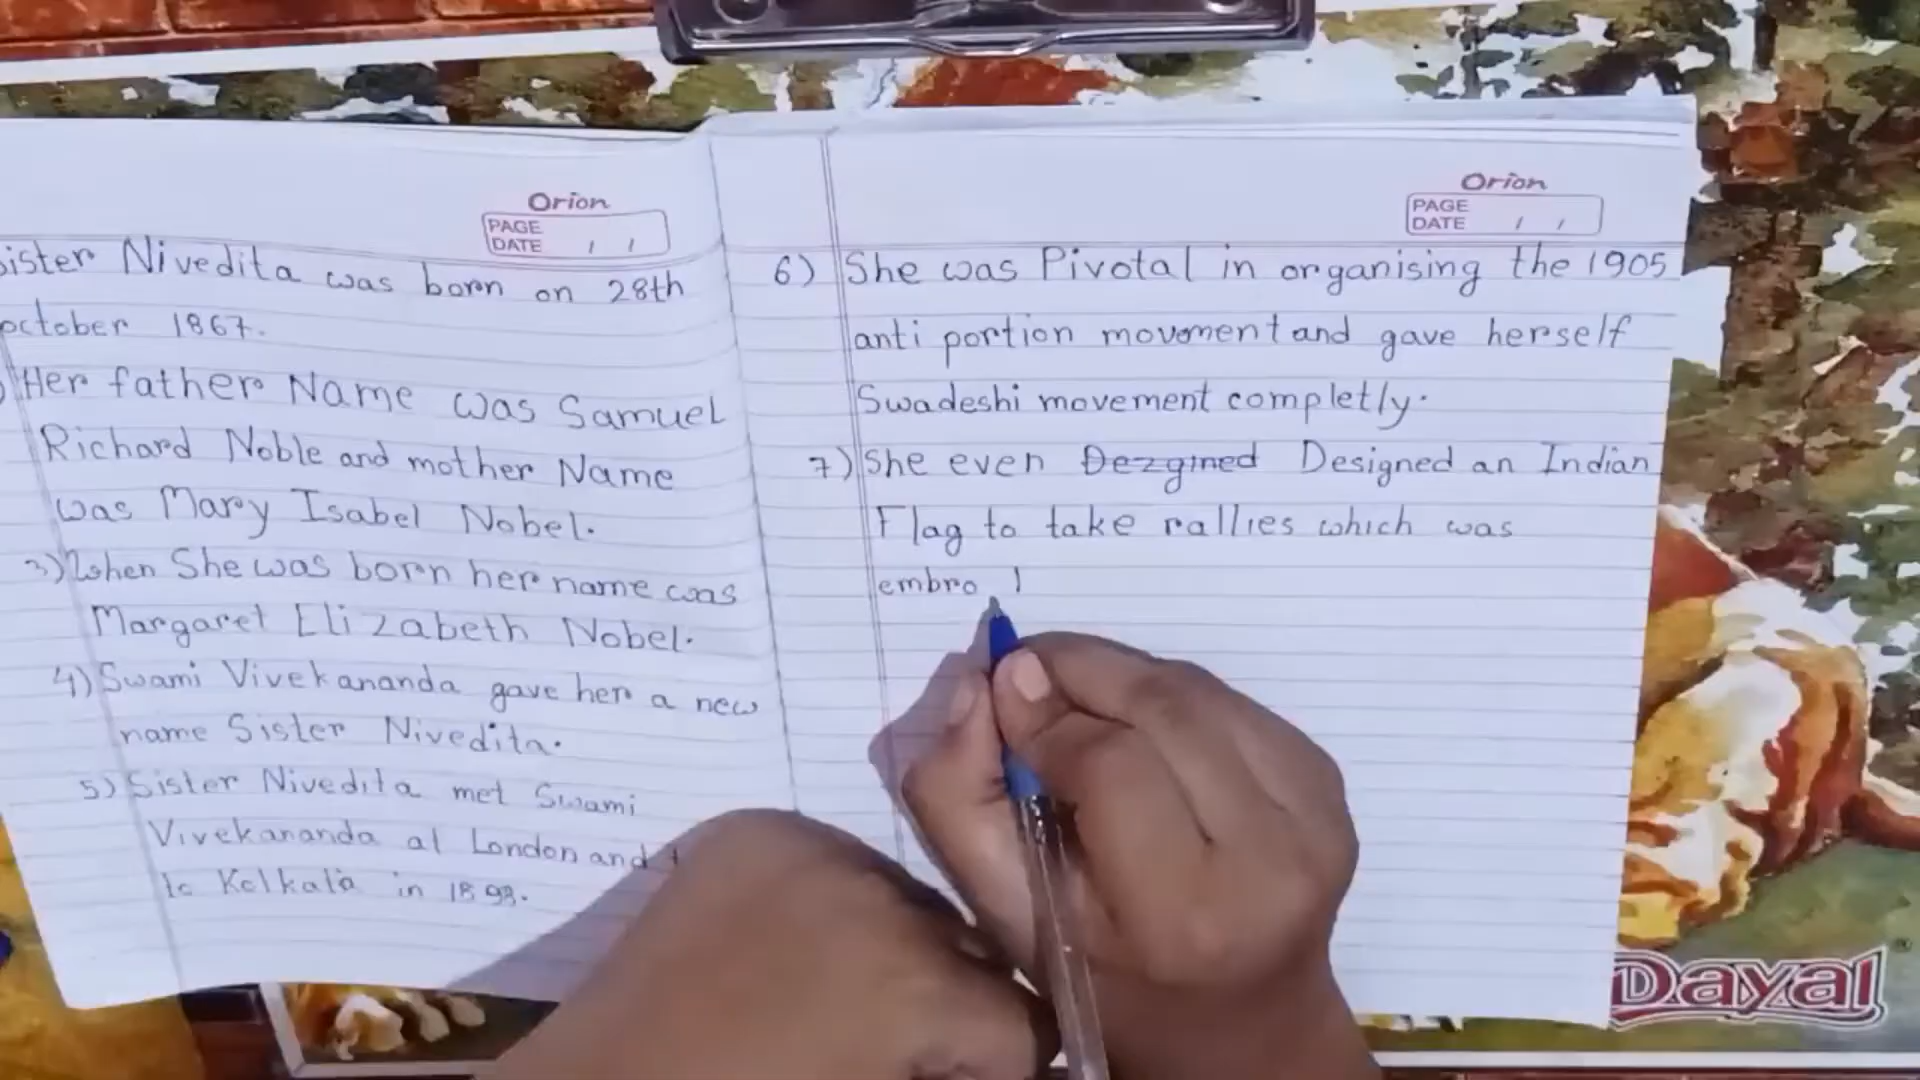 Orion
PAGE
DATE / /
ister Nivedita was born on 28th
october 1867.
Her father Name was Samuel
Richard Noble and mother Name
was Mary Isabel Nobel.
3) When She was born her name was
Margaret Elizabeth Nobel.
4) Swami Vivekananda gave her a new
name Sister Nivedita.
5) Sister Nivedita met Swami
Vivekananda at London and
to Kolkata in 1898.
Orion
PAGE
DATE / /
6) She was Pivotal in organising the 1905
anti portion movement and gave herself
Swadeshi movement completly.
7) She even Dezgined Designed an Indian
Flag to take rallies which was
embro
Dayal